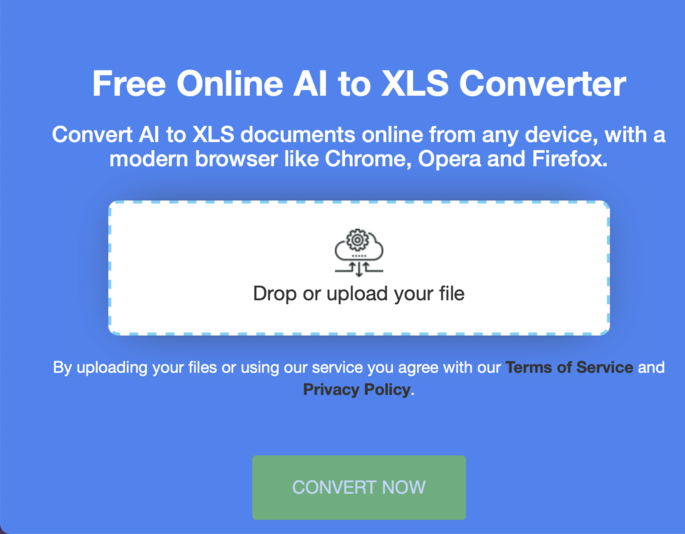 Free Online AI to XLS Converter
Convert AI to XLS documents online from any device, with a
modern browser like Chrome, Opera and Firefox.
Drop or upload your file
By uploading your files or using our service you agree with our Terms of Service and
Privacy Policy.
CONVERT NOW